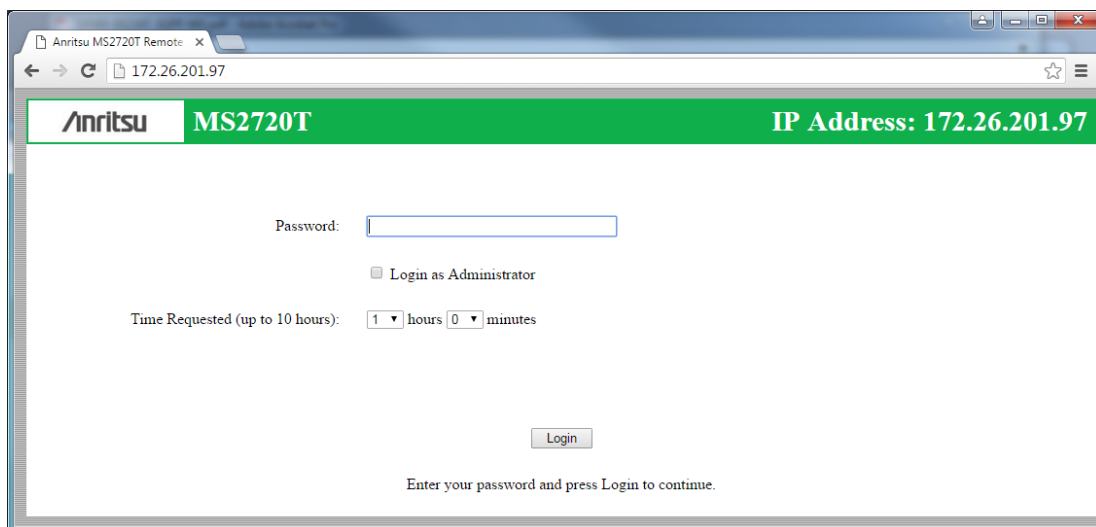 Anritsu MS2720T Remote
172.26.201.97
Anritsu MS2720T IP Address: 172.26.201.97
Password:
Login as Administrator
Time Requested (up to 10 hours): 1 hours 0 minutes
Login
Enter your password and press Login to continue.